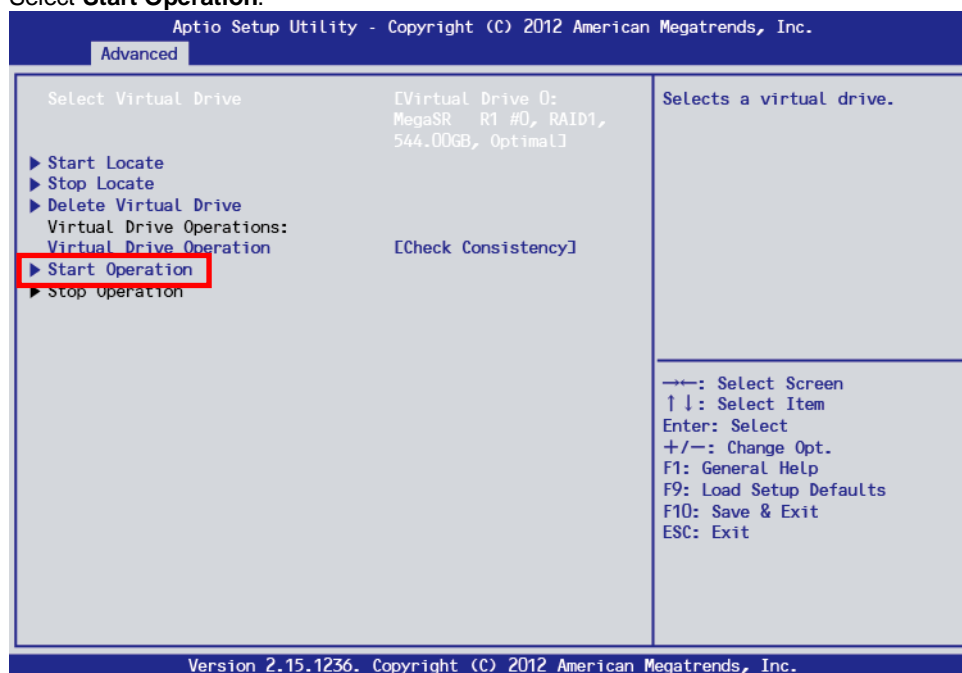 Select Start Operation.
Aptio Setup Utility - Copyright (C) 2012 American Megatrends, Inc.
Advanced
Select Virtual Drive [Virtual Drive 0:
MegaSR R1 #0, RAID1,
544.00GB, Optimal]
▶ Start Locate
▶ Stop Locate
▶ Delete Virtual Drive
Virtual Drive Operations:
Virtual Drive Operation [Check Consistency]
▶ Start Operation
▶ Stop Operation
Selects a virtual drive.
→←: Select Screen
↑↓: Select Item
Enter: Select
+/-: Change Opt.
F1: General Help
F9: Load Setup Defaults
F10: Save & Exit
ESC: Exit
Version 2.15.1236. Copyright (C) 2012 American Megatrends, Inc.